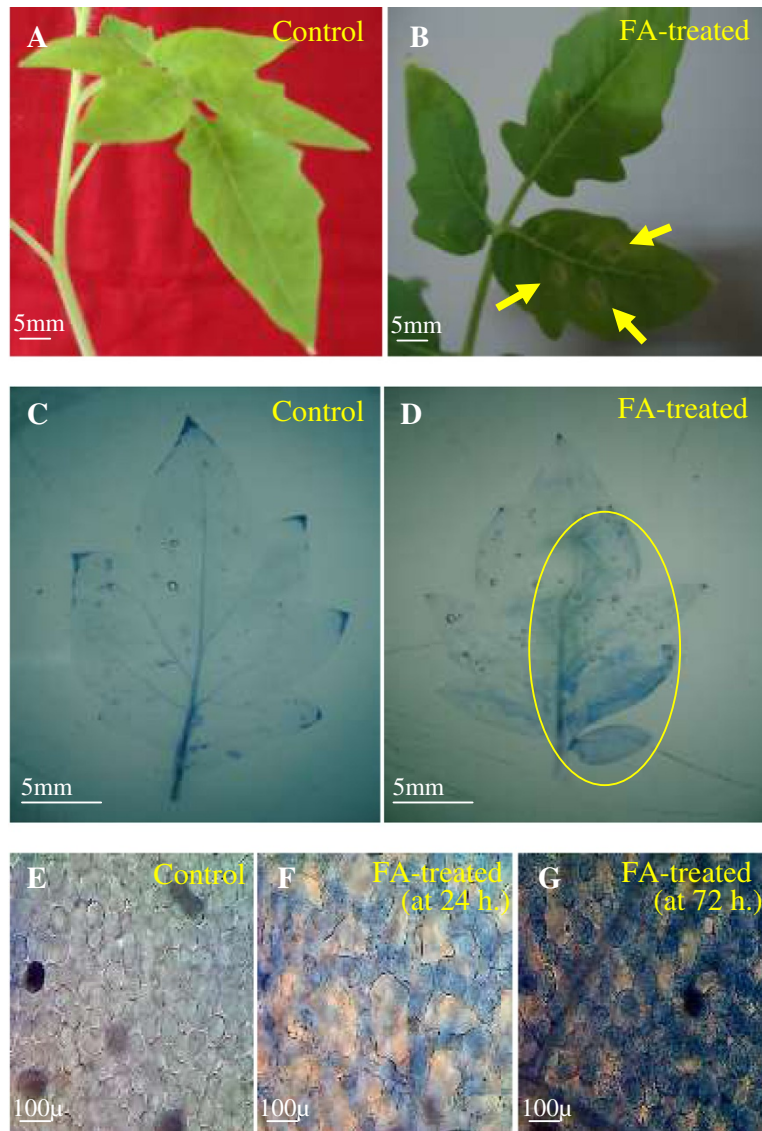 A
Control
5mm
B
FA-treated
5mm
C
Control
5mm
D
FA-treated
5mm
E
Control
100µ
F
FA-treated
(at 24 h.)
100µ
G
FA-treated
(at 72 h.)
100µ